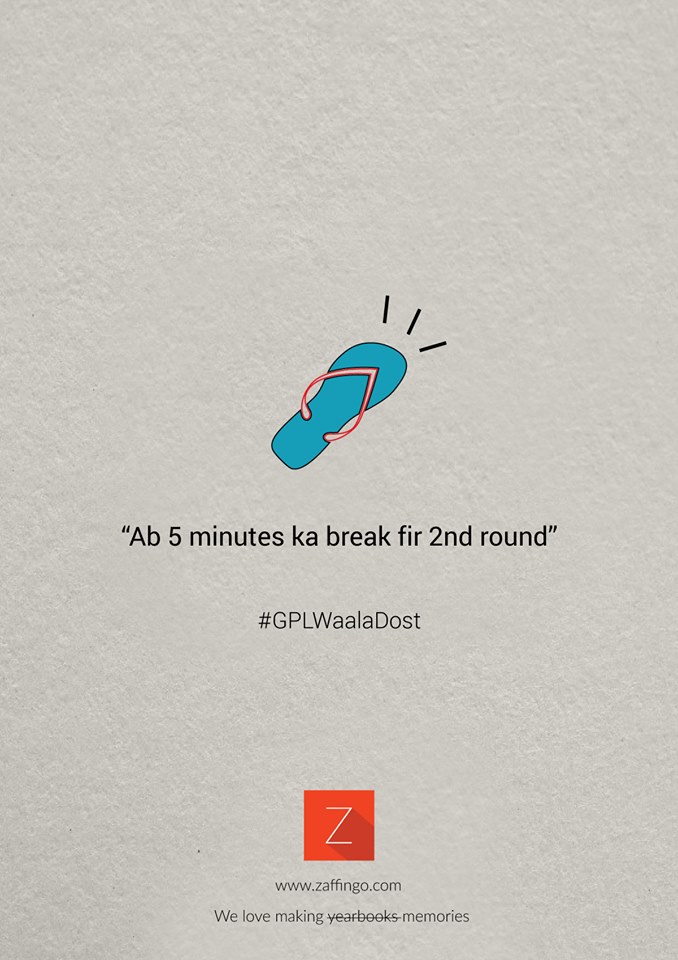 “Ab 5 minutes ka break fir 2nd round”
#GPLWaalaDost
Z
www.zaffingo.com
We love making yearbooks memories